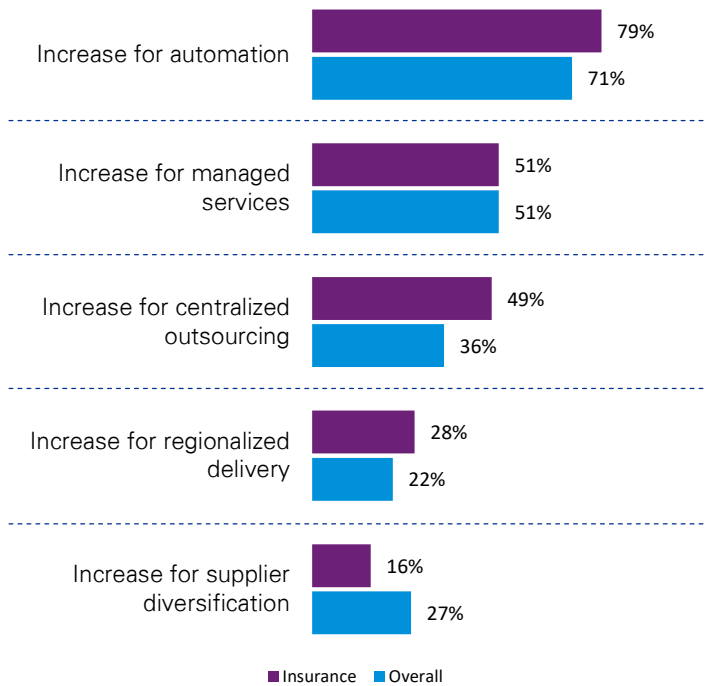 Increase for automation
79%
71%
Increase for managed
services
51%
51%
Increase for centralized
outsourcing
49%
36%
Increase for regionalized
delivery
28%
22%
Increase for supplier
diversification
16%
27%
Insurance Overall